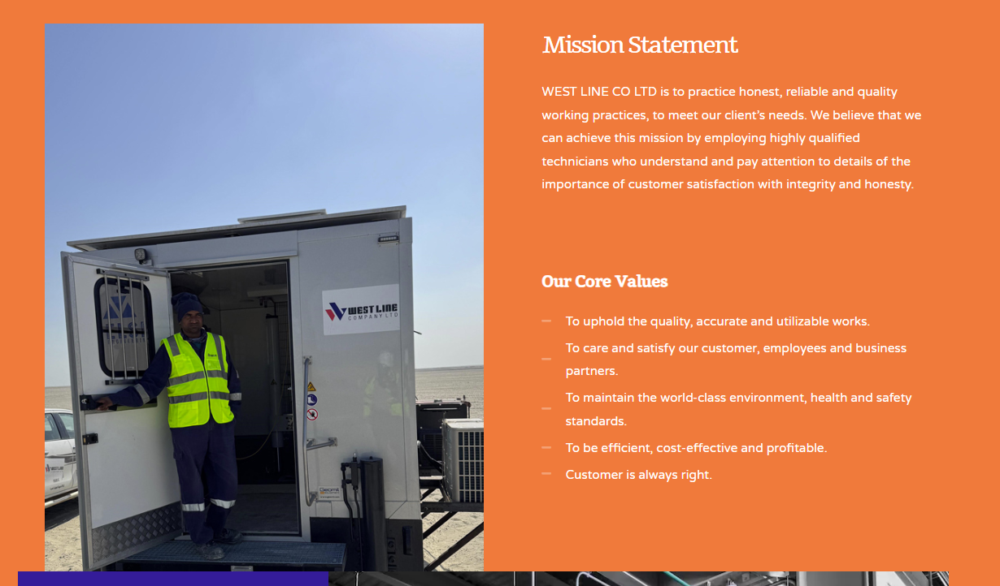 Mission Statement
WEST LINE CO LTD is to practice honest, reliable and quality
working practices, to meet our client's needs. We believe that we
can achieve this mission by employing highly qualified
technicians who understand and pay attention to details of the
importance of customer satisfaction with integrity and honesty.
Our Core Values
To uphold the quality, accurate and utilizable works.
To care and satisfy our customer, employees and business
partners.
To maintain the world-class environment, health and safety
standards.
To be efficient, cost-effective and profitable.
Customer is always right.
WEST LINE
COMPANY LTD
Geomil